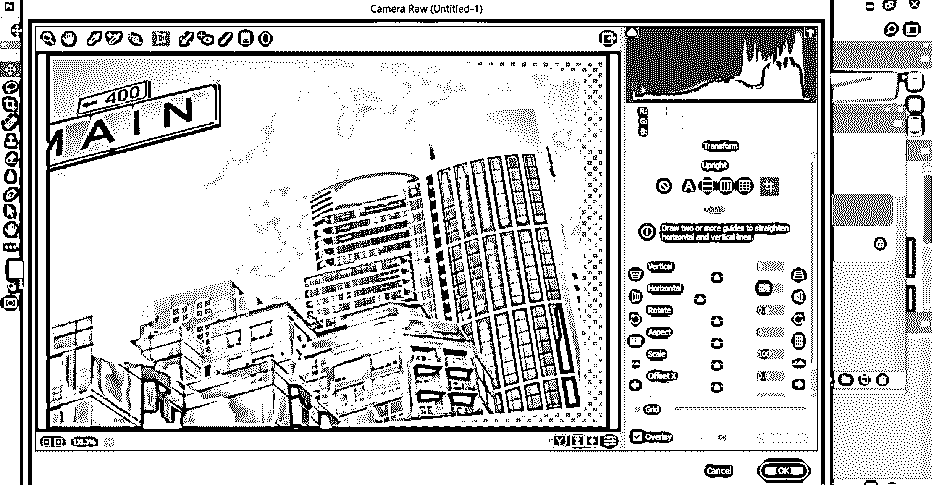 Camera Raw (Untitled-1)
400
MAIN
Transform
Upright
Draw two or more guides to straighten
horizontal and vertical lines.
Vertical
Horizontal
Rotate
Aspect
Scale
Offset X
Grid
Overlay
Cancel
OK